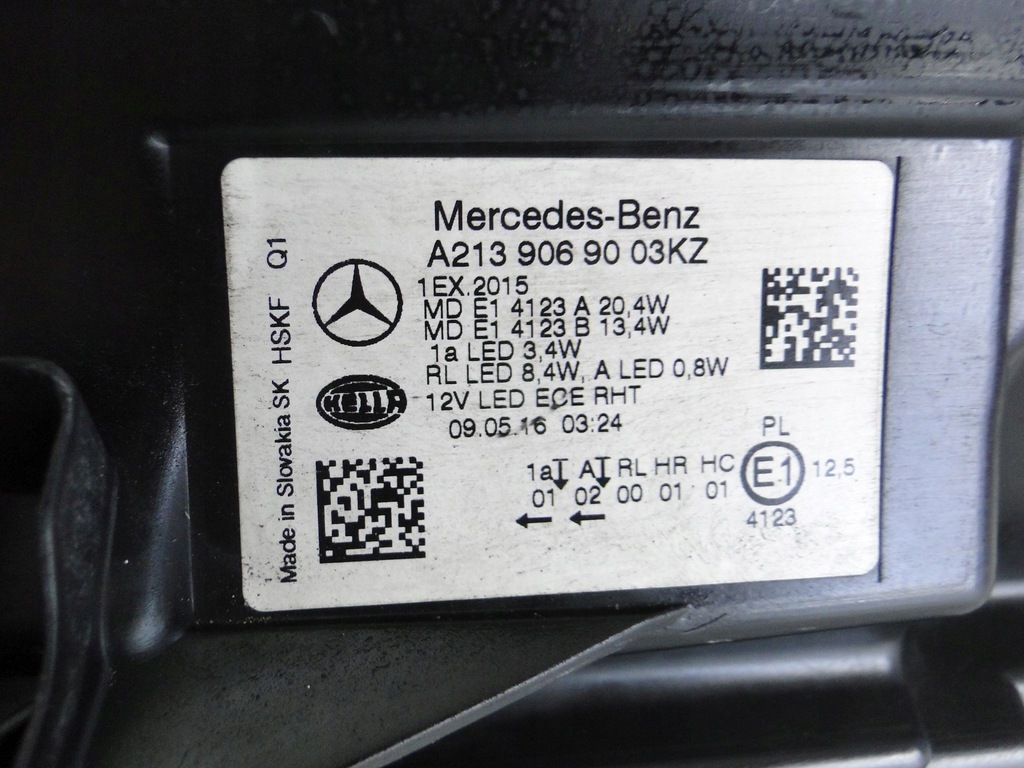 Mercedes-Benz
A213 906 90 03KZ
1EX.2015
MD E1 4123 A 20,4W
MD E1 4123 B 13,4W
1a LED 3,4W
RL LED 8,4W, A LED 0,8W
12V LED ECE RHT
09.05.16 03:24
HELLA
Made in Slovakia SK HSKF Q1
PL
1a A RL HR HC E1 12,5
01 02 00 01 01
4123